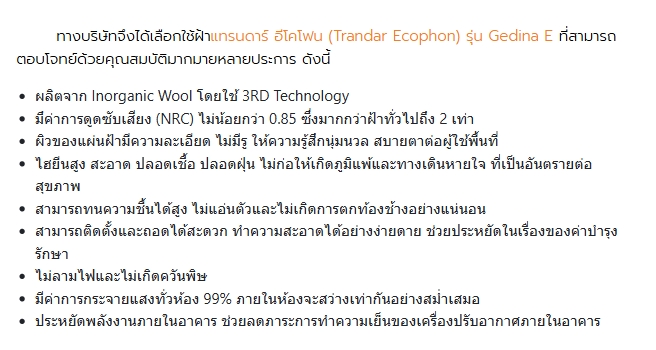 ทางบริษัทจึงได้เลือกใช้ฝ้าแทรนดาร์ อีโคโฟน (Trandar Ecophon) รุ่น Gedina E ที่สามารถ
ตอบโจทย์ด้วยคุณสมบัติมากมายหลายประการ ดังนี้
• ผลิตจาก Inorganic Wool โดยใช้ 3RD Technology
• มีค่าการดูดซับเสียง (NRC) ไม่น้อยกว่า 0.85 ซึ่งมากกว่าฝ้าทั่วไปถึง 2 เท่า
• ผิวของแผ่นฝ้ามีความละเอียด ไม่มีรู ให้ความรู้สึกนุ่มนวล สบายตาต่อผู้ใช้พื้นที่
• ไฮยีนสูง สะอาด ปลอดเชื้อ ปลอดฝุ่น ไม่ก่อให้เกิดภูมิแพ้และทางเดินหายใจ ที่เป็นอันตรายต่อ
สุขภาพ
• สามารถทนความชื้นได้สูง ไม่แอ่นตัวและไม่เกิดการตกท้องช้างอย่างแน่นอน
• สามารถติดตั้งและถอดได้สะดวก ทำความสะอาดได้อย่างง่ายดาย ช่วยประหยัดในเรื่องของค่าบำรุง
รักษา
• ไม่ลามไฟและไม่เกิดควันพิษ
• มีค่าการกระจายแสงทั่วห้อง 99% ภายในห้องจะสว่างเท่ากันอย่างสม่ำเสมอ
• ประหยัดพลังงานภายในอาคาร ช่วยลดภาระการทำความเย็นของเครื่องปรับอากาศภายในอาคาร